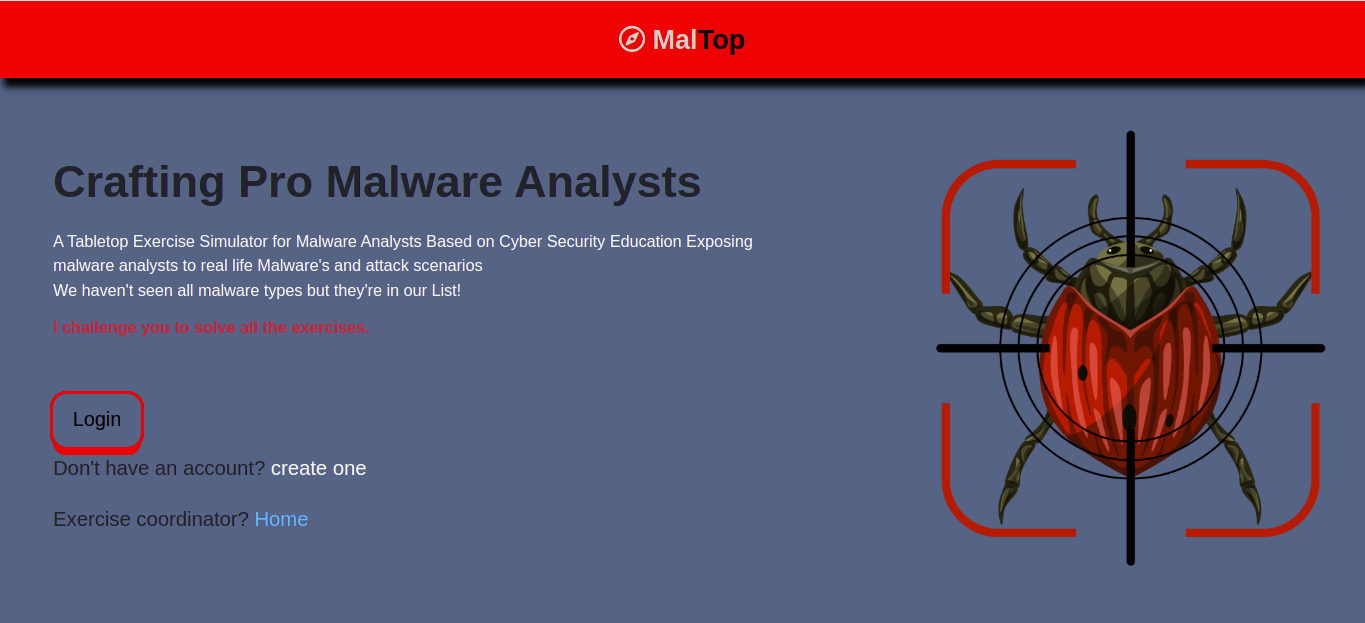 MalTop
Crafting Pro Malware Analysts
A Tabletop Exercise Simulator for Malware Analysts Based on Cyber Security Education Exposing
malware analysts to real life Malware's and attack scenarios
We haven't seen all malware types but they're in our List!
I challenge you to solve all the exercises.
Login
Don't have an account? create one
Exercise coordinator? Home